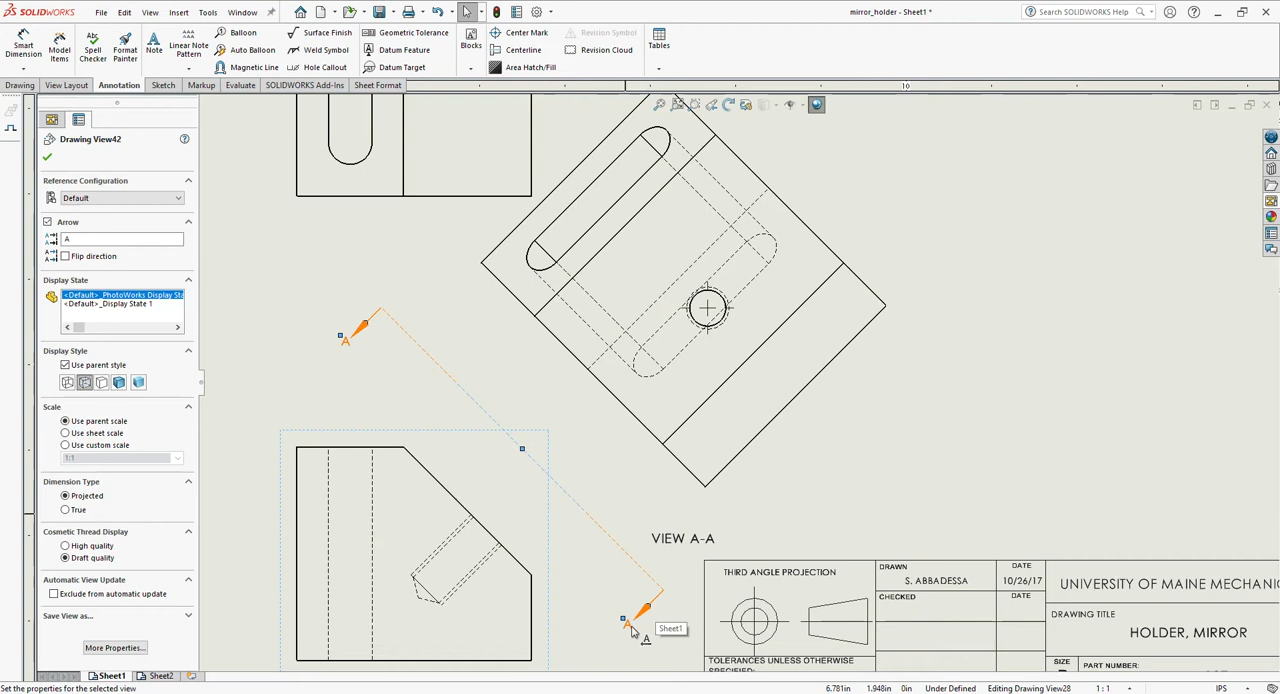 SOLIDWORKS
File Edit View Insert Tools Window
mirror_holder - Sheet1 *
Search SOLIDWORKS Help
Smart Dimension
Model Items
Spell Checker
Format Painter
Note
Linear Note Pattern
Balloon
Auto Balloon
Magnetic Line
Surface Finish
Weld Symbol
Hole Callout
Geometric Tolerance
Datum Feature
Datum Target
Blocks
Center Mark
Centerline
Area Hatch/Fill
Revision Symbol
Revision Cloud
Tables
Drawing View Layout Annotation Sketch Markup Evaluate SOLIDWORKS Add-Ins Sheet Format
10
Drawing View42
Reference Configuration
Default
Arrow
A
Flip direction
Display State
<Default>_PhotoWorks Display Sta
<Default>_Display State 1
Display Style
Use parent style
Scale
Use parent scale
Use sheet scale
Use custom scale
1:1
Dimension Type
Projected
True
Cosmetic Thread Display
High quality
Draft quality
Automatic View Update
Exclude from automatic update
Save View as...
More Properties...
A
A
A
Sheet1
VIEW A-A
THIRD ANGLE PROJECTION
TOLERANCES UNLESS OTHERWISE
SPECIFIED:
DRAWN
S. ABBADESSA
DATE
10/26/17
CHECKED
DATE
UNIVERSITY OF MAINE MECHANIC
DRAWING TITLE
HOLDER, MIRROR
SIZE
PART NUMBER:
Sheet1 Sheet2
Set the properties for the selected view
6.781in 1.948in 0in Under Defined Editing Drawing View28 1 : 1 IPS